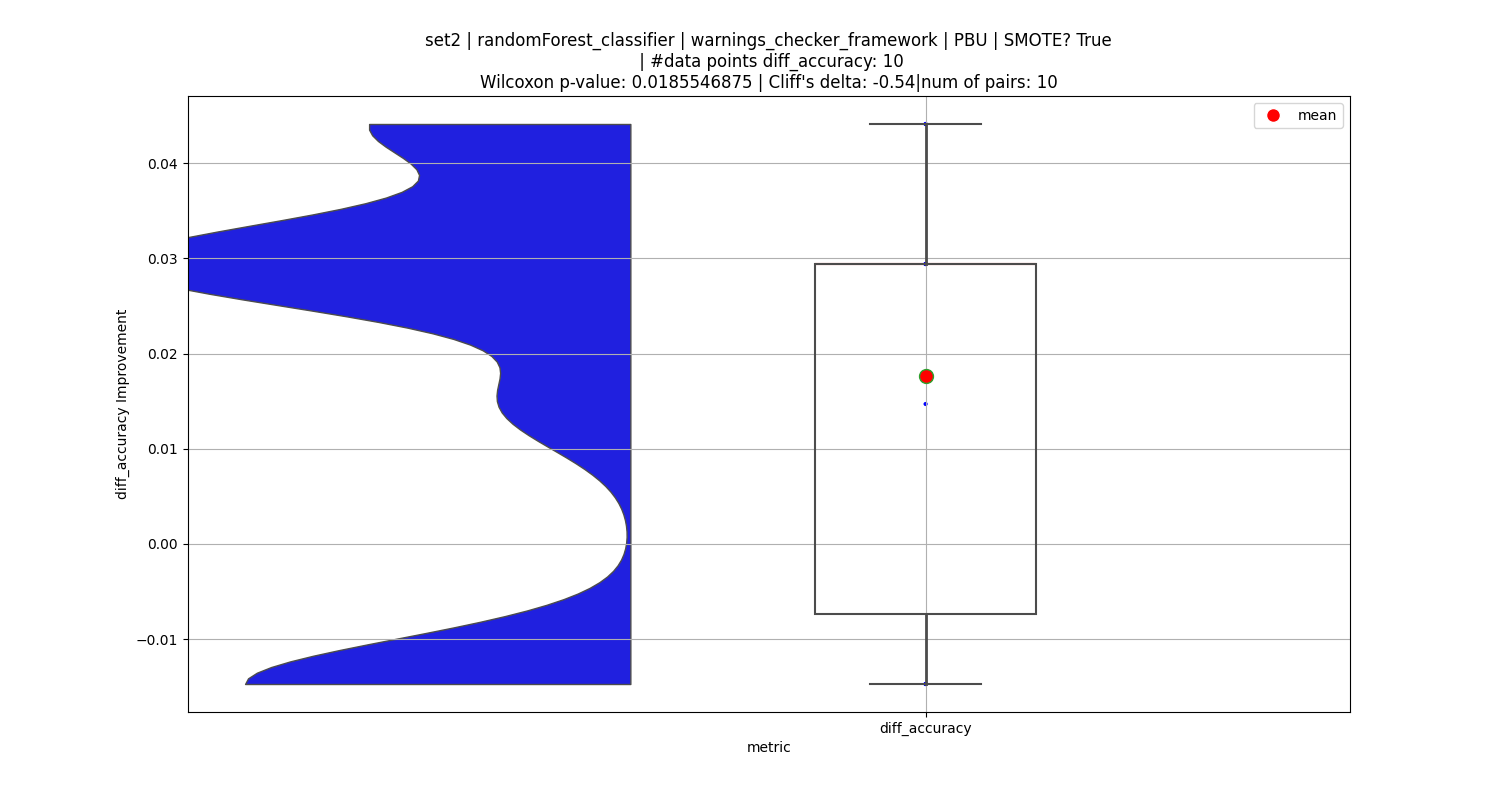 set2 | randomForest_classifier | warnings_checker_framework | PBU | SMOTE? True
| #data points diff_accuracy: 10
Wilcoxon p-value: 0.0185546875 | Cliff's delta: -0.54|num of pairs: 10
mean
0.04
0.03
0.02
0.01
0.00
−0.01
diff_accuracy Improvement
diff_accuracy
metric